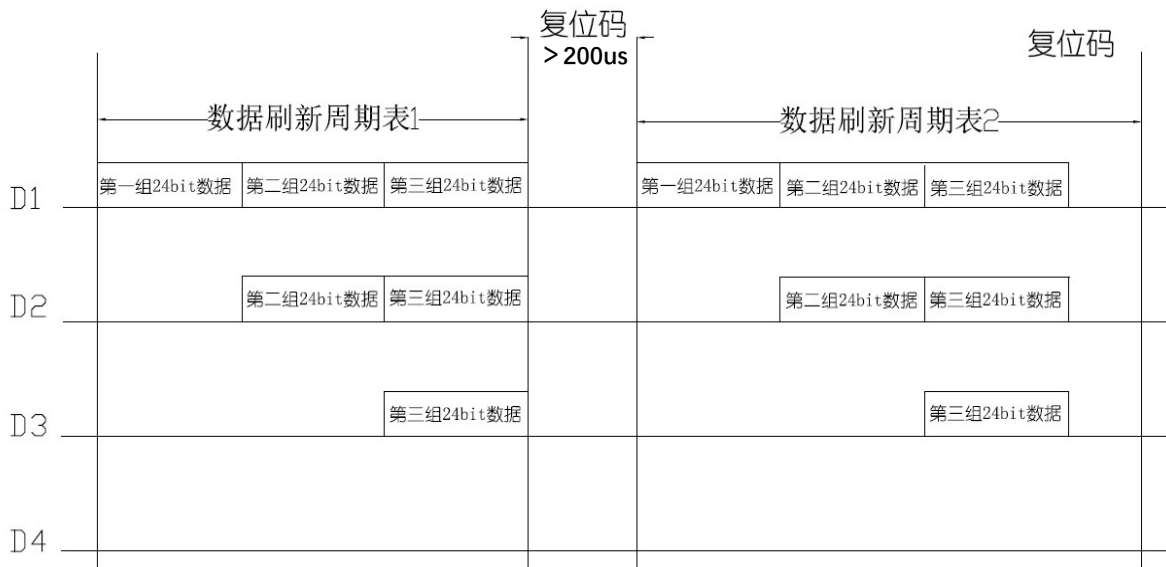 复位码
>200us
复位码
数据刷新周期表1
数据刷新周期表2
D1
第一组24bit数据
第二组24bit数据
第三组24bit数据
第一组24bit数据
第二组24bit数据
第三组24bit数据
D2
第二组24bit数据
第三组24bit数据
第二组24bit数据
第三组24bit数据
D3
第三组24bit数据
第三组24bit数据
D4